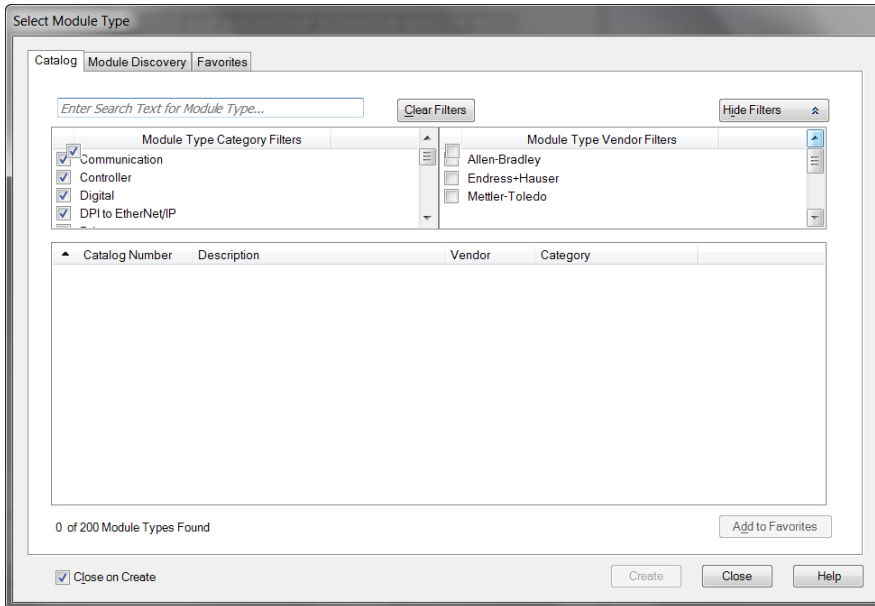 Select Module Type
Catalog Module Discovery Favorites
Enter Search Text for Module Type... Clear Filters Hide Filters
Module Type Category Filters Module Type Vendor Filters
Communication Allen-Bradley
Controller Endress+Hauser
Digital Mettler-Toledo
DPI to EtherNet/IP
Catalog Number Description Vendor Category
0 of 200 Module Types Found Add to Favorites
Close on Create Create Close Help